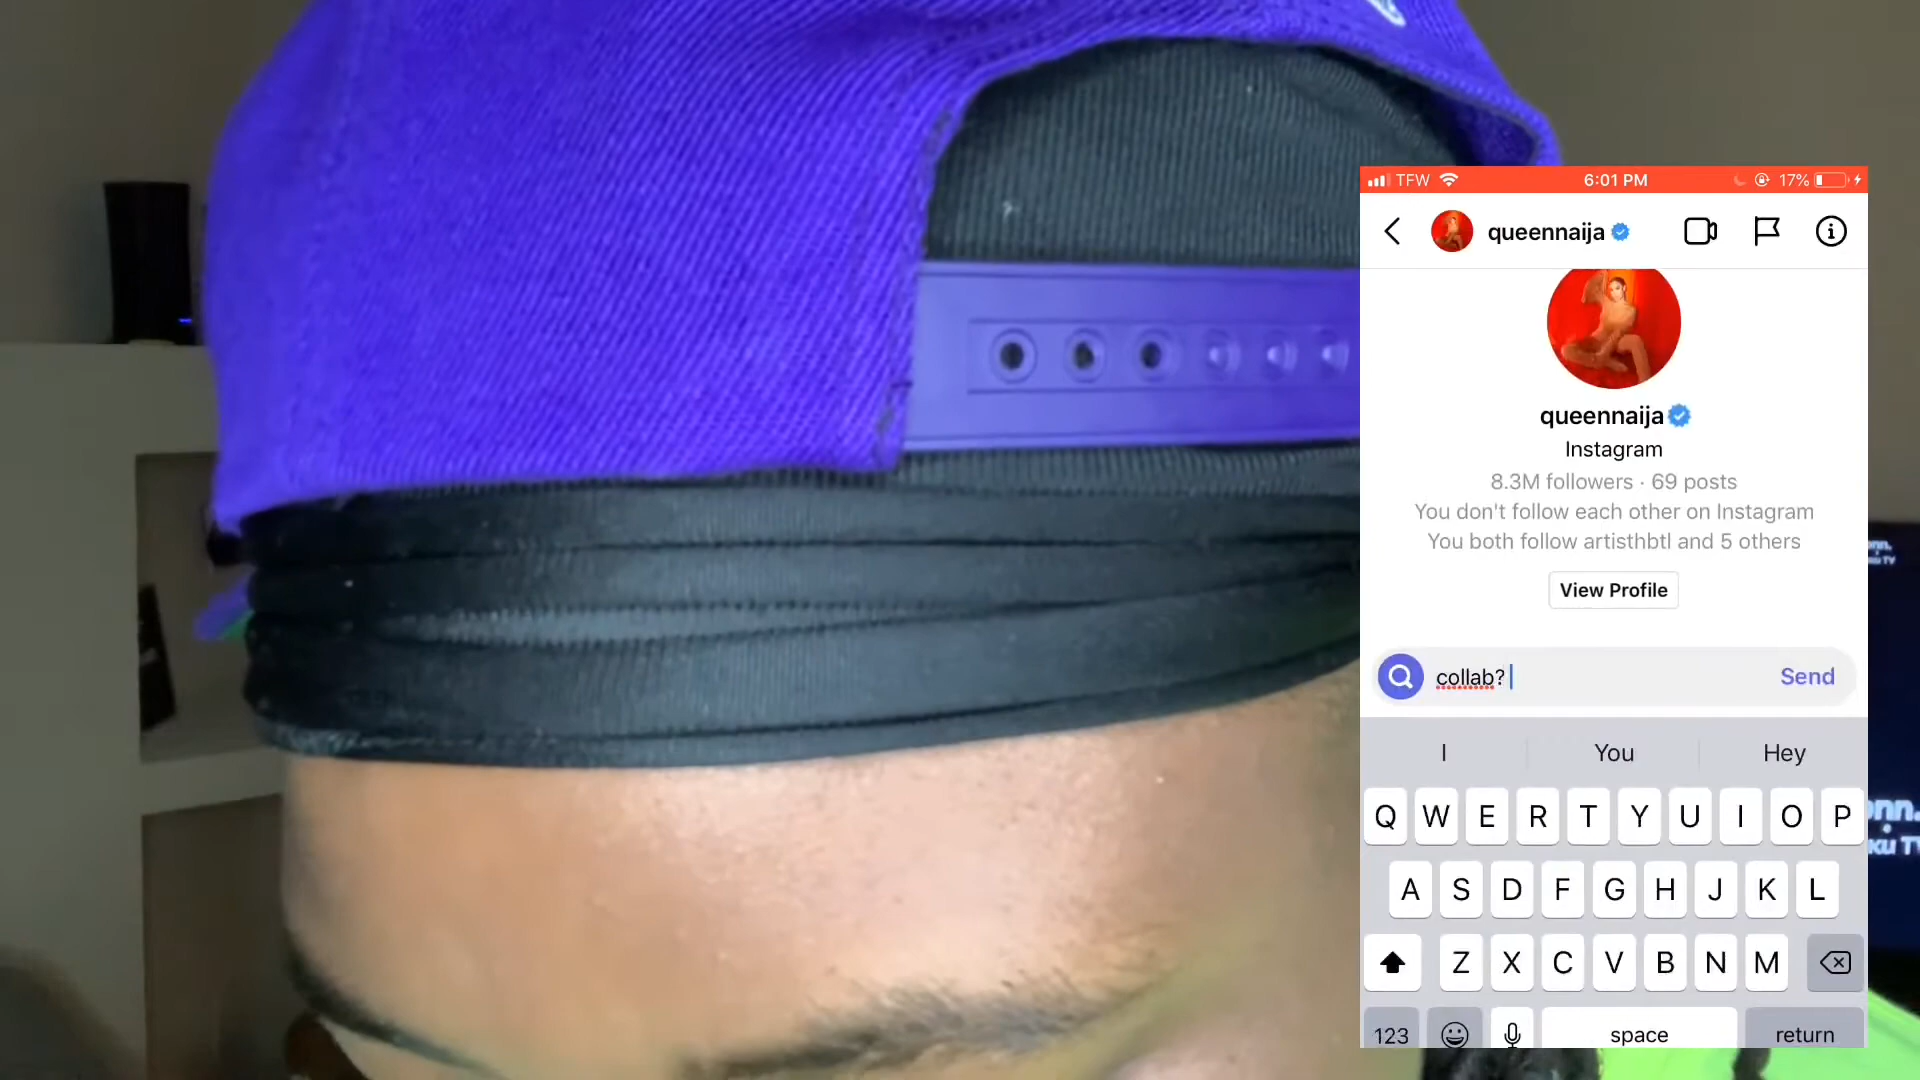 TFW 6:01 PM 17%
queennaija
queennaija
Instagram
8.3M followers · 69 posts
You don't follow each other on Instagram
You both follow artisthbtl and 5 others
View Profile
collab? Send
I You Hey
Q W E R T Y U I O P
A S D F G H J K L
Z X C V B N M
123 space return